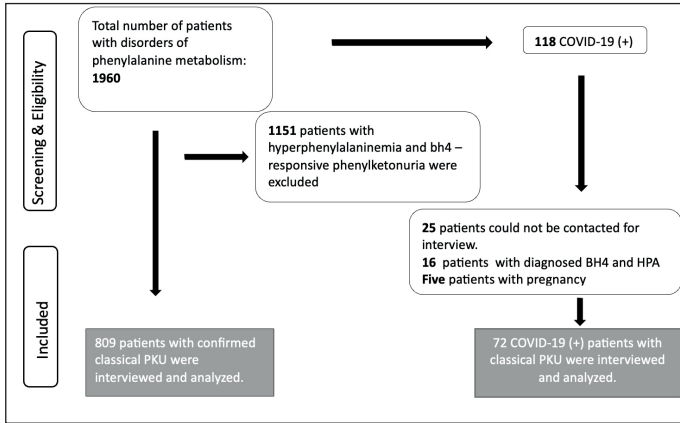 Total number of patients
with disorders of
phenylalanine metabolism:
1960
118 COVID-19 (+)
Screening & Eligibility
1151 patients with
hyperphenylalaninemia and bh4 –
responsive phenylketonuria were
excluded
25 patients could not be contacted for
interview.
16 patients with diagnosed BH4 and HPA
Five patients with pregnancy
Included
809 patients with confirmed
classical PKU were
interviewed and analyzed.
72 COVID-19 (+) patients with
classical PKU were interviewed
and analyzed.